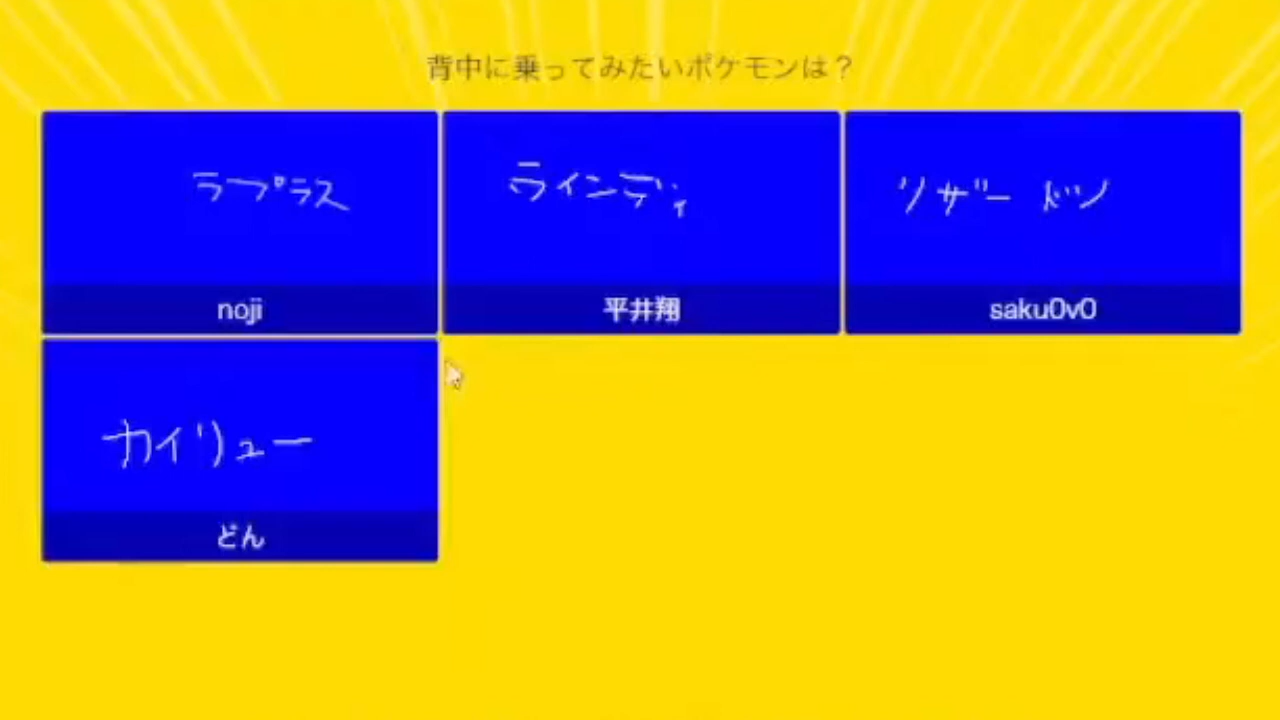 背中に乗ってみたいポケモンは？
ラプラス
ラインディ
リザードン
noji
平井翔
saku0v0
カイリュー
どん